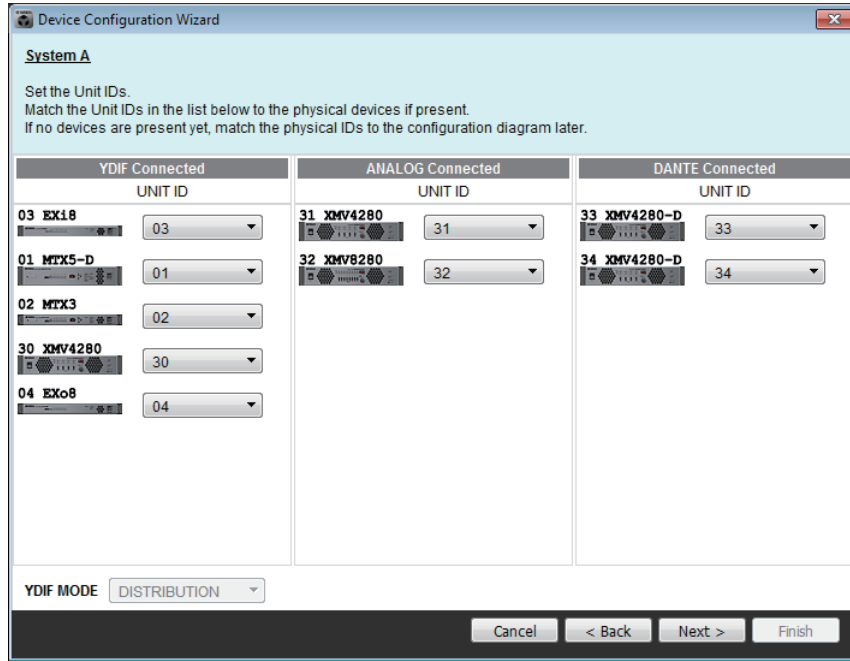 Device Configuration Wizard
System A
Set the Unit IDs.
Match the Unit IDs in the list below to the physical devices if present.
If no devices are present yet, match the physical IDs to the configuration diagram later.
YDIF Connected
UNIT ID
03 EXi8
03
01 MTX5-D
01
02 MTX3
02
30 XMV4280
30
04 EXo8
04
ANALOG Connected
UNIT ID
31 XMV4280
31
32 XMV8280
32
DANTE Connected
UNIT ID
33 XMV4280-D
33
34 XMV4280-D
34
YDIF MODE DISTRIBUTION
Cancel < Back Next > Finish